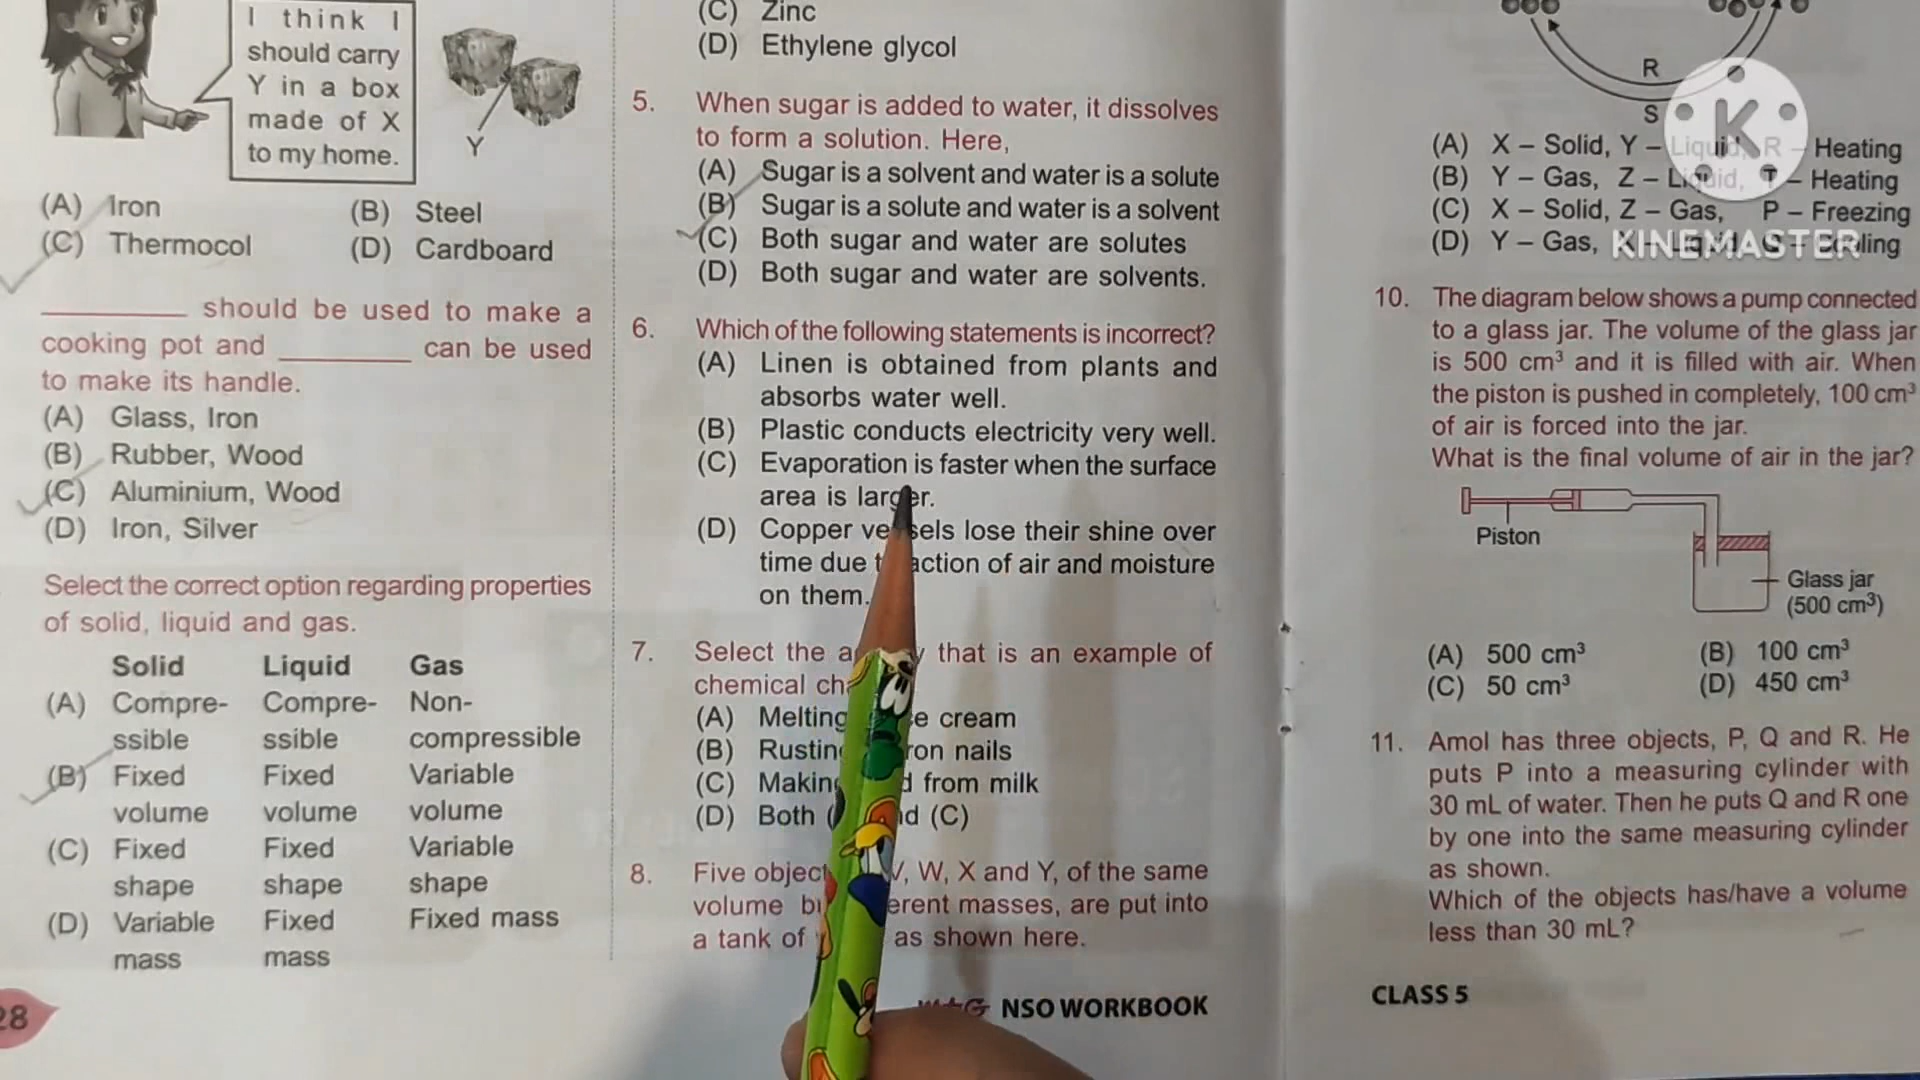 I think I
should carry
Y in a box
made of X
to my home.
Y
(A) Iron
(B) Steel
(C) Thermocol
(D) Cardboard
________ should be used to make a
cooking pot and ________ can be used
to make its handle.
(A) Glass, Iron
(B) Rubber, Wood
(C) Aluminium, Wood
(D) Iron, Silver
Select the correct option regarding properties
of solid, liquid and gas.
Solid Liquid Gas
(A) Compre- Compre- Non-
ssible ssible compressible
(B) Fixed Fixed Variable
volume volume volume
(C) Fixed Fixed Variable
shape shape shape
(D) Variable Fixed Fixed mass
mass mass
28
(C) Zinc
(D) Ethylene glycol
5. When sugar is added to water, it dissolves
to form a solution. Here,
(A) Sugar is a solvent and water is a solute
(B) Sugar is a solute and water is a solvent
(C) Both sugar and water are solutes
(D) Both sugar and water are solvents.
6. Which of the following statements is incorrect?
(A) Linen is obtained from plants and
absorbs water well.
(B) Plastic conducts electricity very well.
(C) Evaporation is faster when the surface
area is larger.
(D) Copper vessels lose their shine over
time due to action of air and moisture
on them.
7. Select the that is an example of
chemical
(A) Melting cream
(B) Rusting iron nails
(C) Making from milk
(D) Both (C)
8. Five W, X and Y, of the same
volume masses, are put into
a tank of as shown here.
NSO WORKBOOK
R
S
(A) X – Solid, Y – Liquid, R – Heating
(B) Y – Gas, Z – Liquid, T – Heating
(C) X – Solid, Z – Gas, P – Freezing
(D) Y – Gas,
K
KINEMASTER
10. The diagram below shows a pump connected
to a glass jar. The volume of the glass jar
is 500 cm³ and it is filled with air. When
the piston is pushed in completely, 100 cm³
of air is forced into the jar.
What is the final volume of air in the jar?
Piston
Glass jar
(500 cm³)
(A) 500 cm³
(B) 100 cm³
(C) 50 cm³
(D) 450 cm³
11. Amol has three objects, P, Q and R. He
puts P into a measuring cylinder with
30 mL of water. Then he puts Q and R one
by one into the same measuring cylinder
as shown.
Which of the objects has/have a volume
less than 30 mL?
CLASS 5